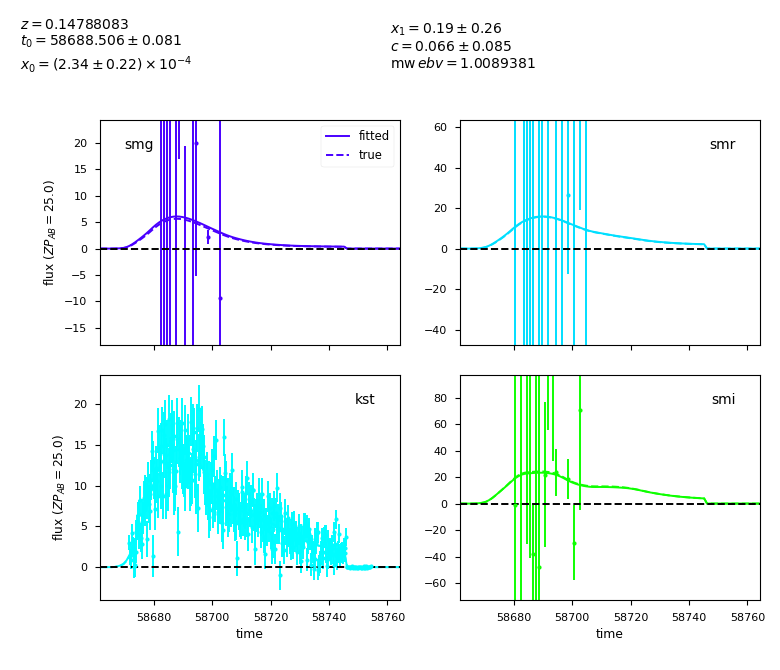 z = 0.14788083
t₀ = 58688.506 ± 0.081
x₀ = (2.34 ± 0.22) × 10⁻⁴
x₁ = 0.19 ± 0.26
c = 0.066 ± 0.085
mw ebv = 1.0089381
smg
fitted
true
20
15
10
5
0
−5
−10
−15
flux (ZP_AB = 25.0)
smr
60
40
20
0
−20
−40
kst
20
15
10
5
0
flux (ZP_AB = 25.0)
58680 58700 58720 58740 58760
time
smi
80
60
40
20
0
−20
−40
−60
58680 58700 58720 58740 58760
time